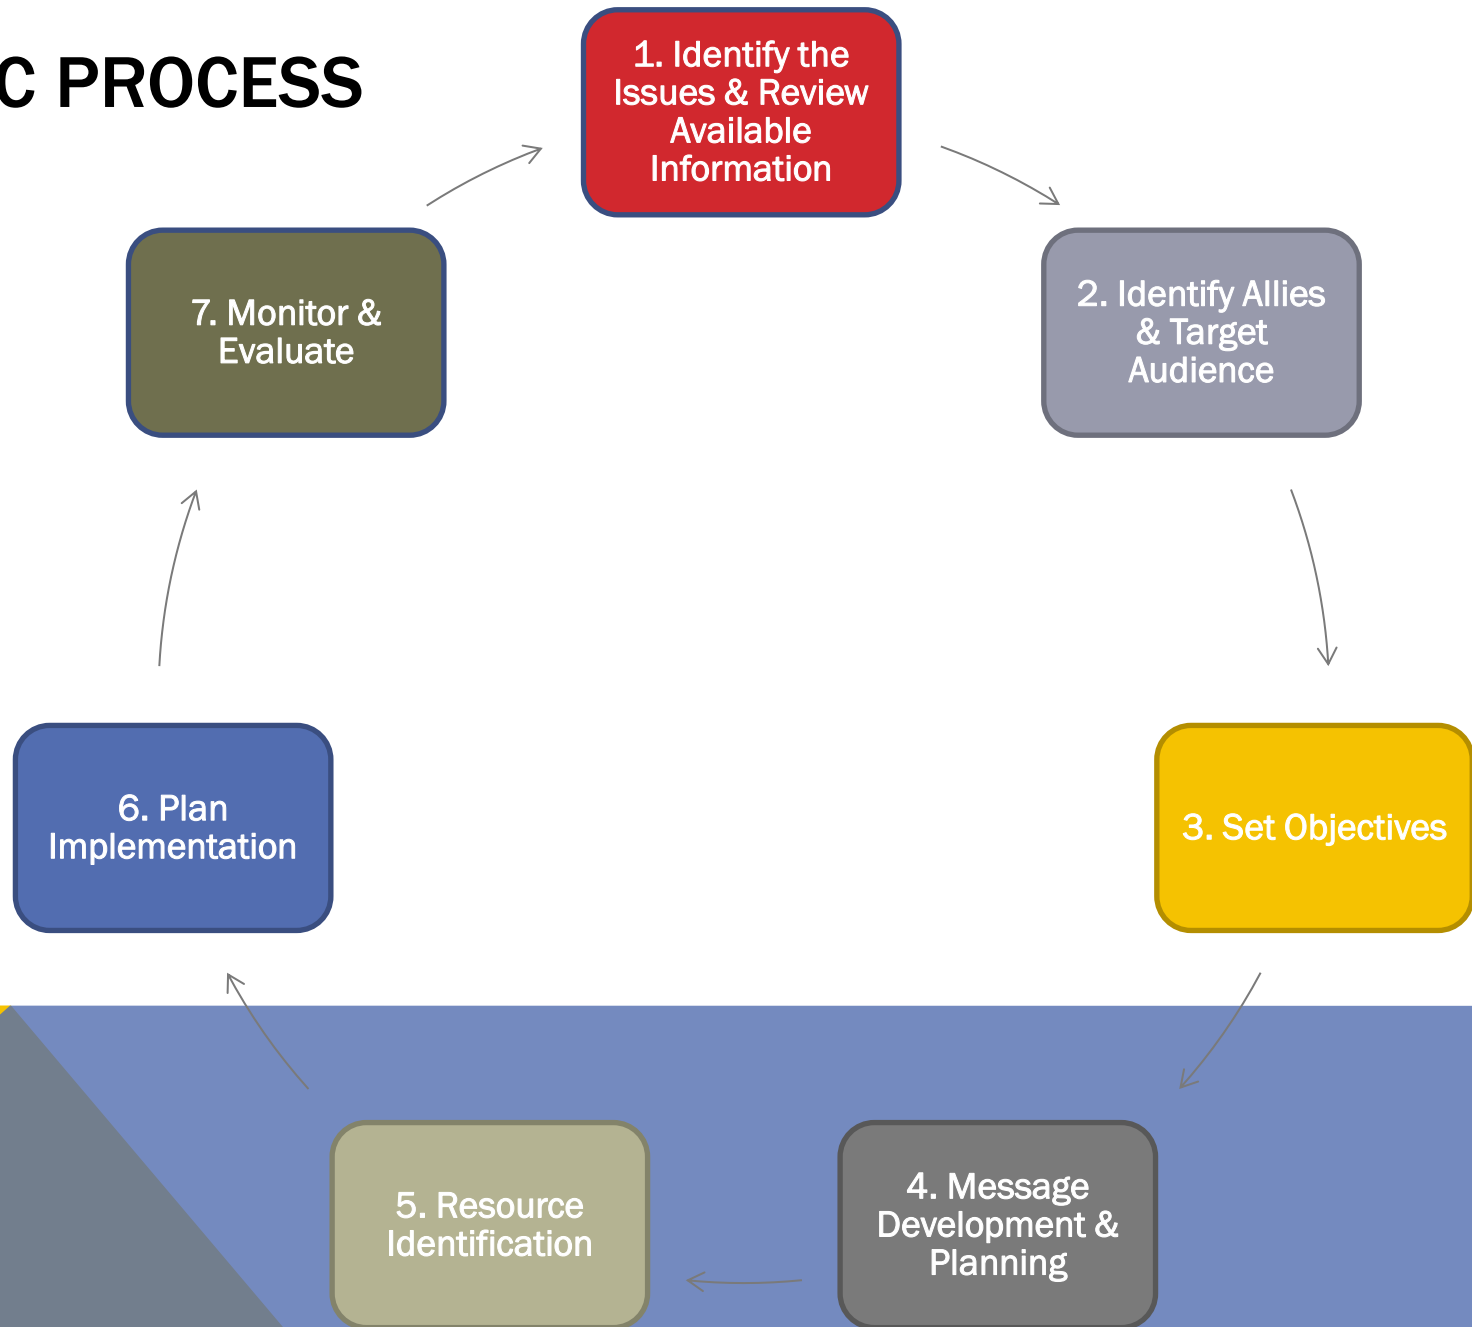 C PROCESS
1. Identify the
Issues & Review
Available
Information
2. Identify Allies
& Target
Audience
3. Set Objectives
4. Message
Development &
Planning
5. Resource
Identification
6. Plan
Implementation
7. Monitor &
Evaluate